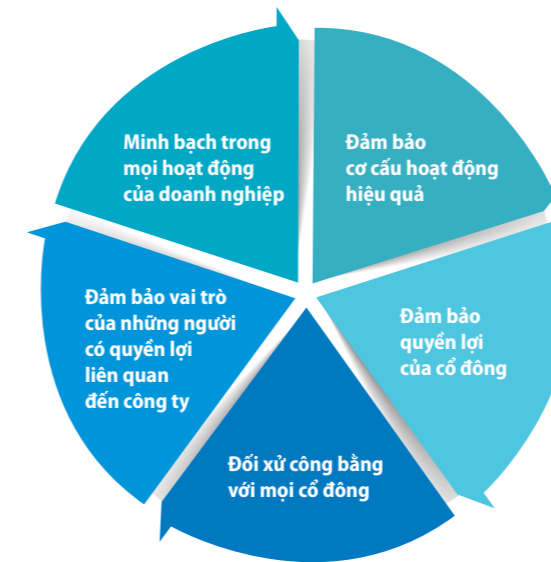 Minh bạch trong
mọi hoạt động
của doanh nghiệp
Đảm bảo
cơ cấu hoạt động
hiệu quả
Đảm bảo vai trò
của những người
có quyền lợi
liên quan
đến công ty
Đảm bảo
quyền lợi
của cổ đông
Đối xử công bằng
với mọi cổ đông